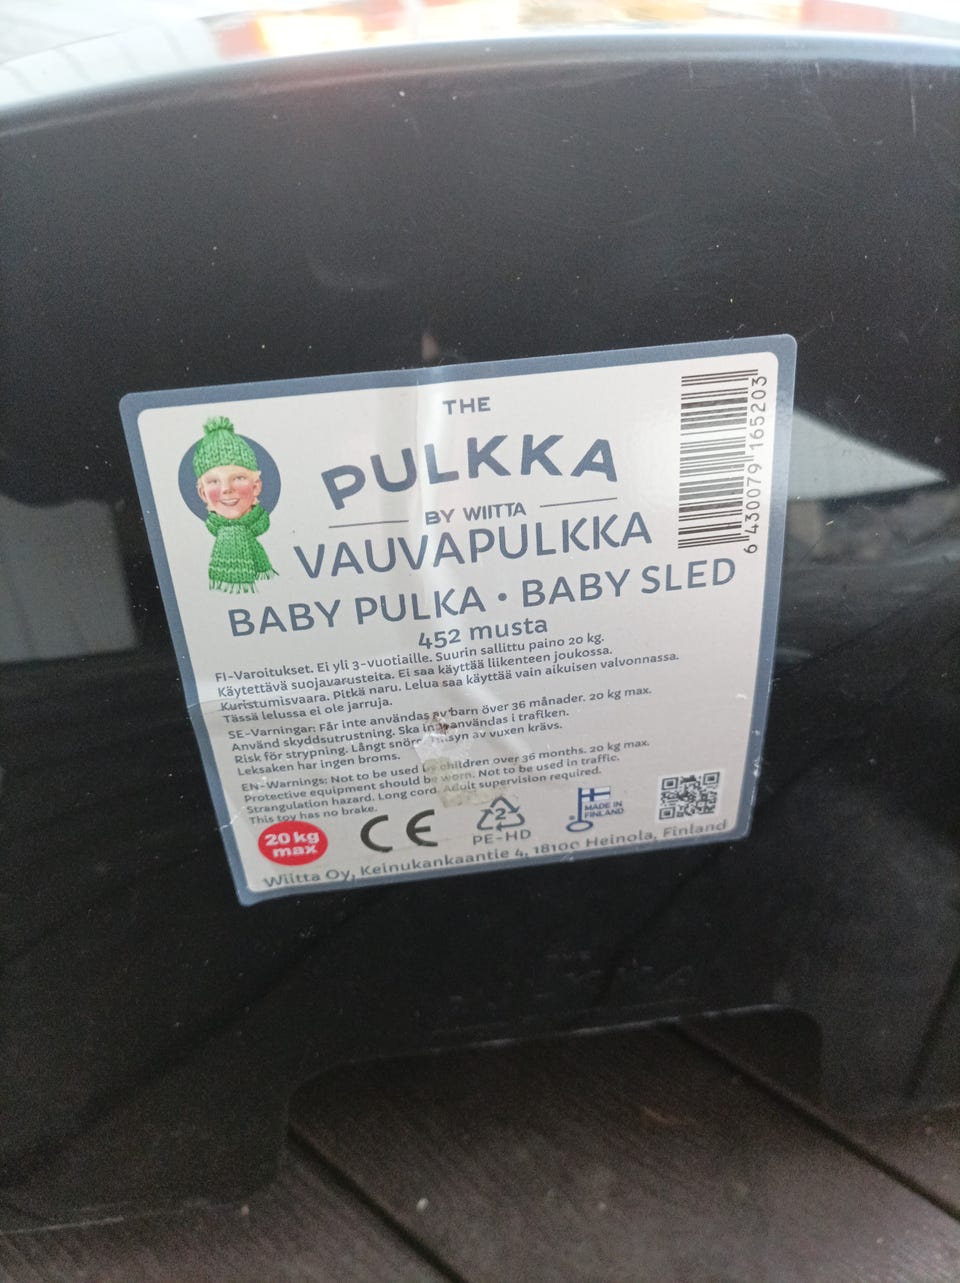 THE
PULKKA
BY WIITTA
VAUVAPULKKA
BABY PULKA • BABY SLED
452 musta
FI-Varoitukset. Ei yli 3-vuotiaille. Suurin sallittu paino 20 kg.
Käytettävä suojavarusteita. Ei saa käyttää liikenteen joukossa.
Kuristumisvaara. Pitkä naru. Lelua saa käyttää vain aikuisen valvonnassa.
Tässä lelussa ei ole jarruja.
SE-Varningar: Får inte användas av barn över 36 månader. 20 kg max.
Använd skyddsutrustning. Ska användas i trafiken.
Risk för strypning. Långt av vuxen krävs.
Leksaken har ingen broms.
EN-Warnings: Not to be used by children over 36 months. 20 kg max.
Protective equipment should be worn. Not to be used in traffic.
Strangulation hazard. Long cord. Adult supervision required.
This toy has no brake.
20 kg
max
CE
2
PE-HD
MADE IN
FINLAND
Wiitta Oy, Keinukankaantie 4, 18100 Heinola, Finland
6 430079 165203